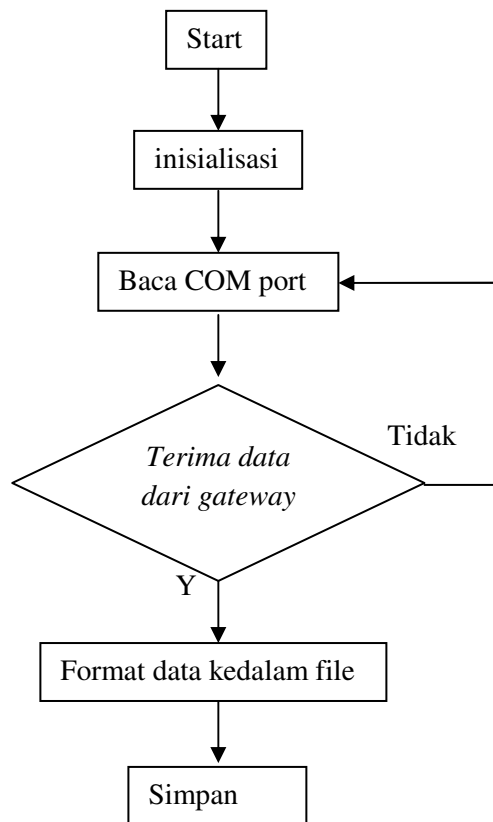 Start
inisialisasi
Baca COM port
Tidak
Terima data
dari gateway
Y
Format data kedalam file
Simpan